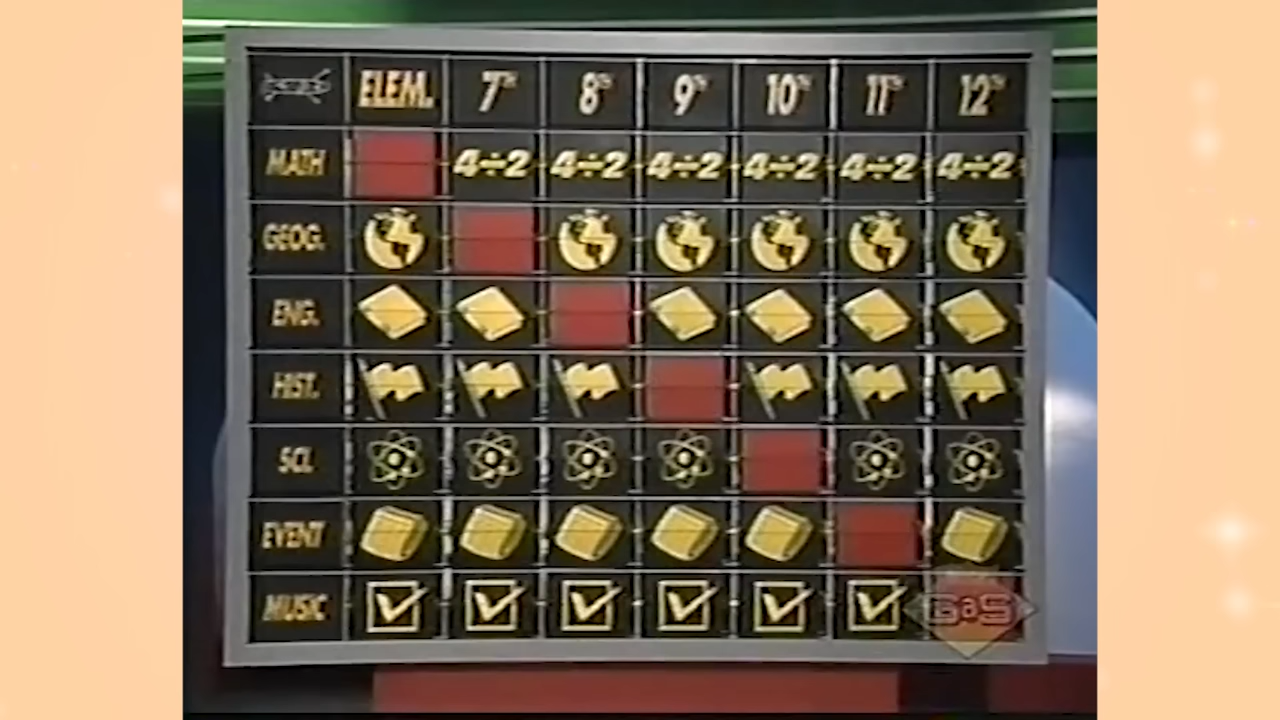 ELEM. 7TH 8TH 9TH 10TH 11TH 12TH
MATH 4÷2 4÷2 4÷2 4÷2 4÷2 4÷2
GEOG.
ENG.
HIST.
SCI.
EVENT
MUSIC GaS